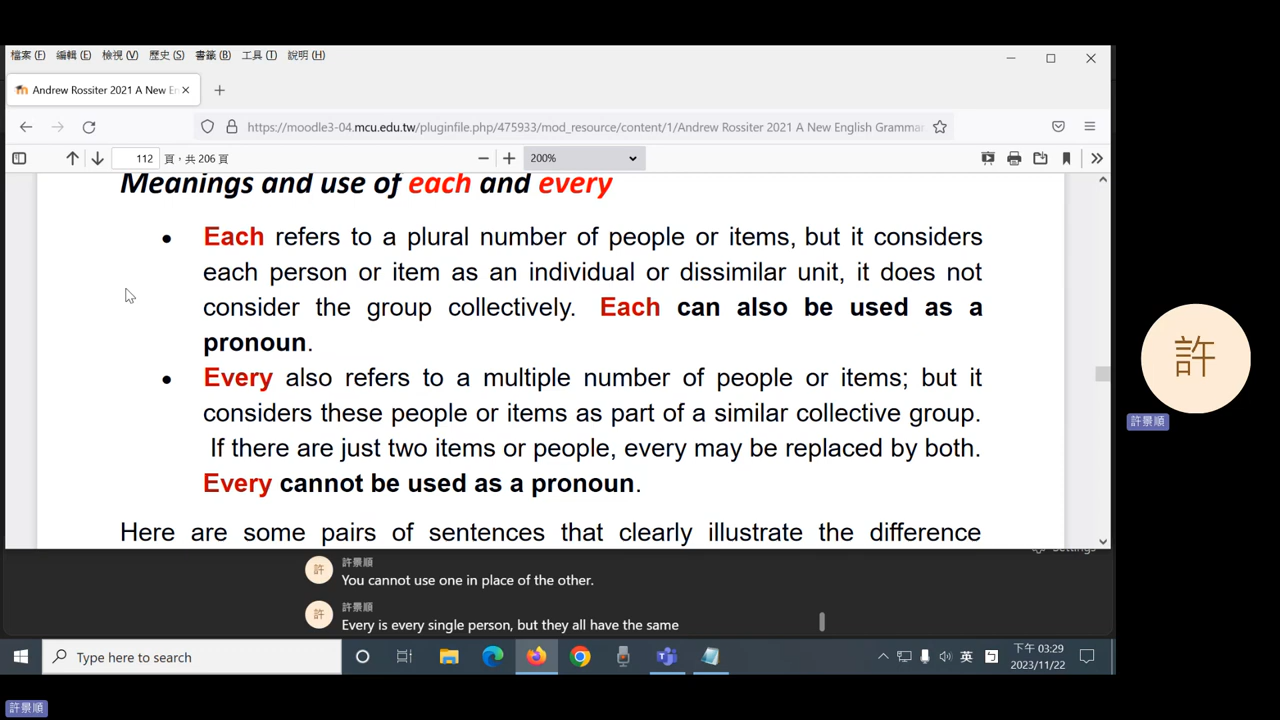 檔案(F) 編輯(E) 檢視(V) 歷史(S) 書籤(B) 工具(T) 說明(H)
Andrew Rossiter 2021 A New En
https://moodle3-04.mcu.edu.tw/pluginfile.php/475933/mod_resource/content/1/Andrew Rossiter 2021 A New English Grammar
112 頁，共 206 頁 200%
Meanings and use of each and every
• Each refers to a plural number of people or items, but it considers
each person or item as an individual or dissimilar unit, it does not
consider the group collectively. Each can also be used as a
pronoun.
• Every also refers to a multiple number of people or items; but it
considers these people or items as part of a similar collective group.
If there are just two items or people, every may be replaced by both.
Every cannot be used as a pronoun.
Here are some pairs of sentences that clearly illustrate the difference
Settings
許 許景順
You cannot use one in place of the other.
許 許景順
Every is every single person, but they all have the same
許
許景順
Type here to search
英
下午 03:29
2023/11/22
許景順